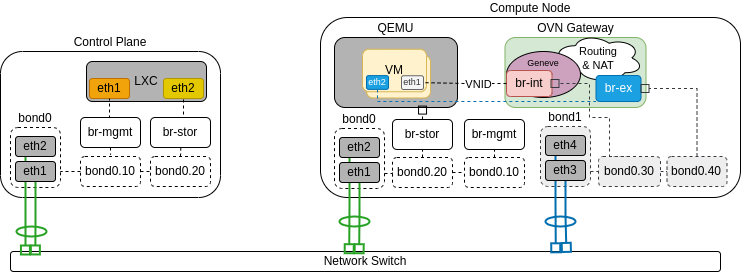 Compute Node
Control Plane
QEMU
OVN Gateway
LXC
eth1
eth2
VM
eth2
eth1
VNID
Geneve
br-int
Routing
& NAT
br-ex
bond0
eth2
eth1
br-mgmt
br-stor
bond0.10
bond0.20
bond0
eth2
eth1
br-stor
br-mgmt
bond0.20
bond0.10
bond1
eth4
eth3
bond0.30
bond0.40
Network Switch